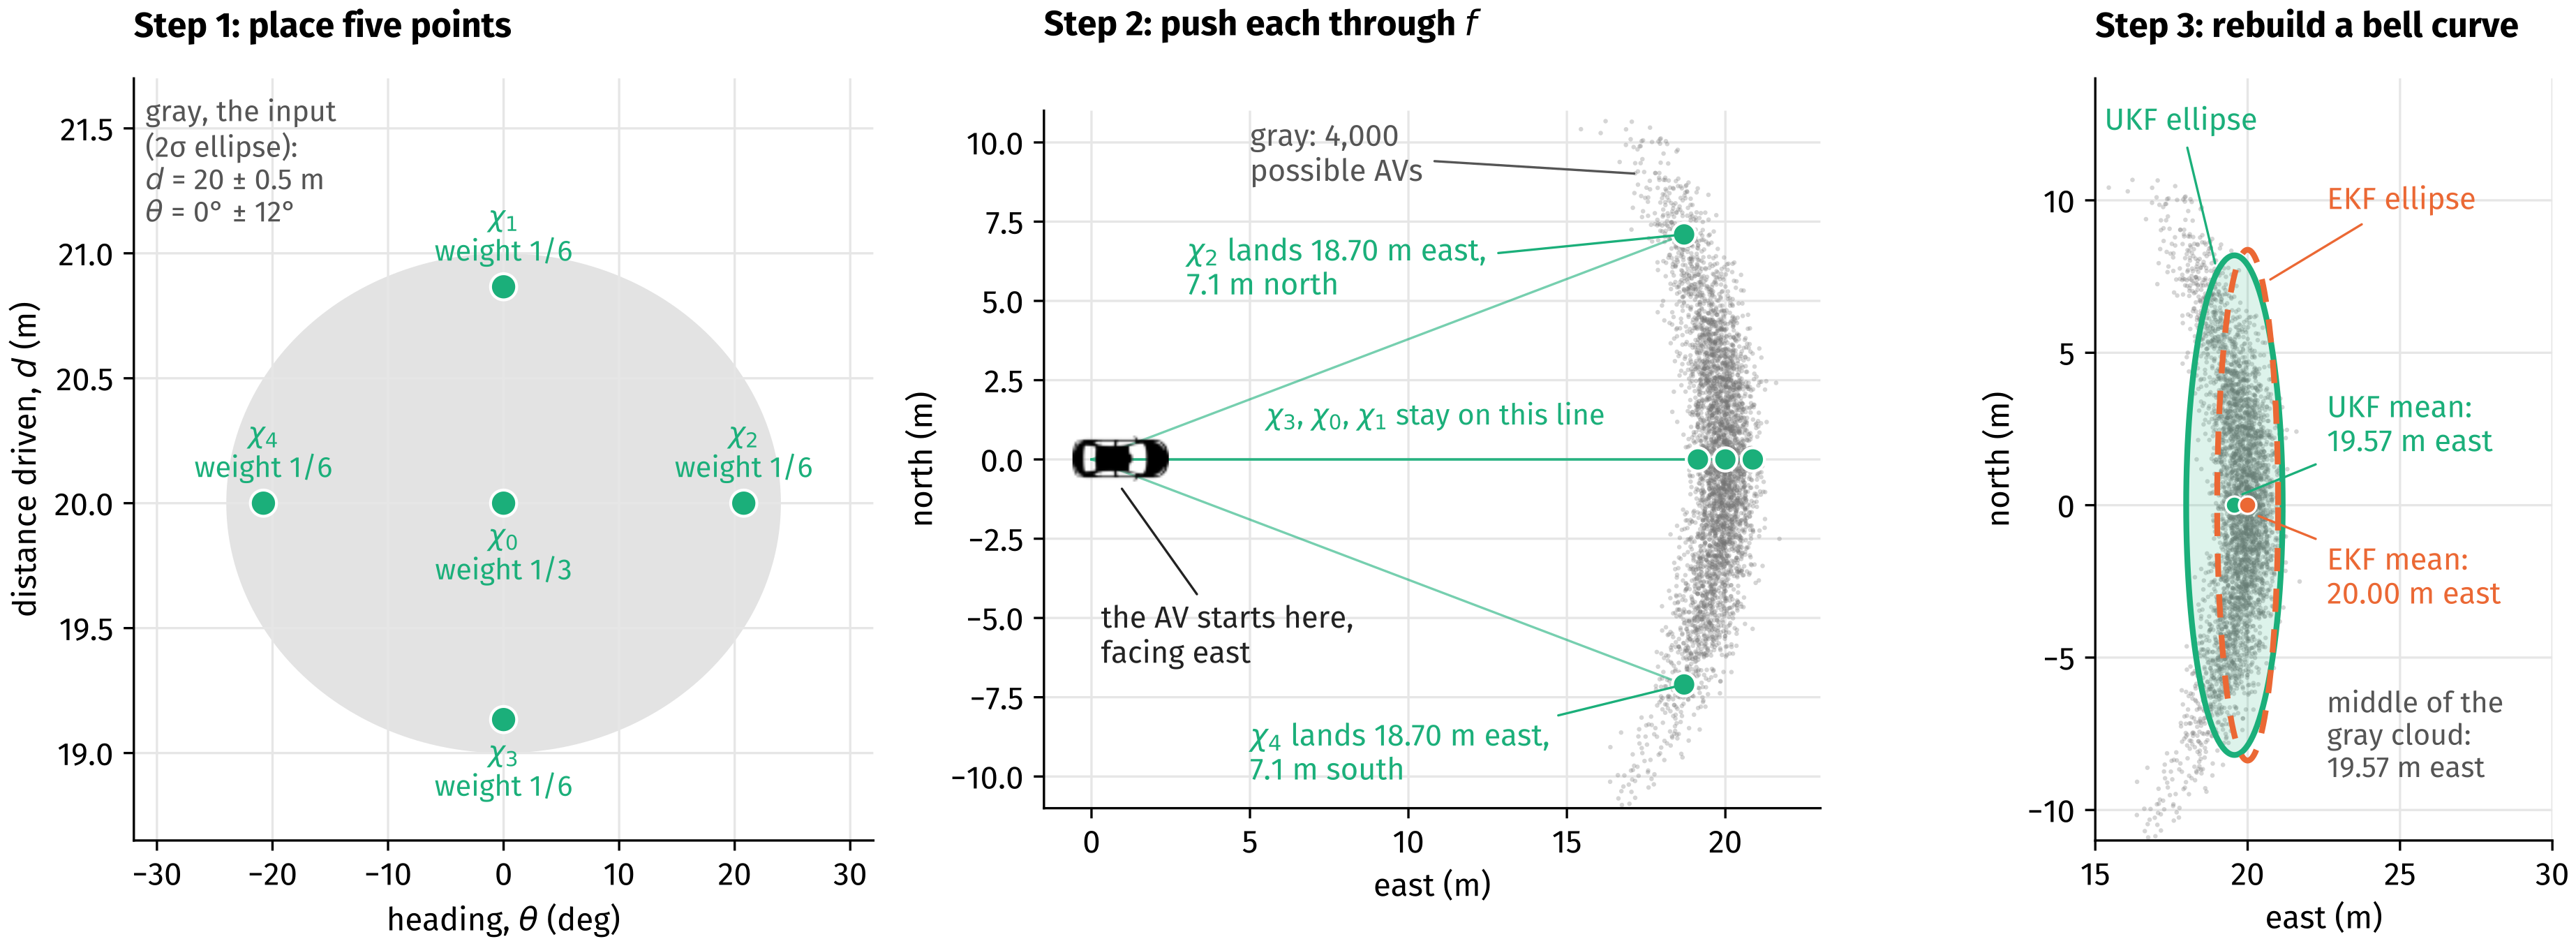 Step 1: place five points
gray, the input
(2σ ellipse):
d = 20 ± 0.5 m
θ = 0° ± 12°
χ1
weight 1/6
χ4
weight 1/6
χ2
weight 1/6
χ0
weight 1/3
χ3
weight 1/6
21.5
21.0
20.5
20.0
19.5
19.0
distance driven, d (m)
−30
−20
−10
0
10
20
30
heading, θ (deg)
Step 2: push each through f
gray: 4,000
possible AVs
χ2 lands 18.70 m east,
7.1 m north
χ3, χ0, χ1 stay on this line
the AV starts here,
facing east
χ4 lands 18.70 m east,
7.1 m south
10.0
7.5
5.0
2.5
0.0
−2.5
−5.0
−7.5
−10.0
north (m)
0
5
10
15
20
east (m)
Step 3: rebuild a bell curve
UKF ellipse
EKF ellipse
UKF mean:
19.57 m east
EKF mean:
20.00 m east
middle of the
gray cloud:
19.57 m east
10
5
0
−5
−10
north (m)
15
20
25
30
east (m)